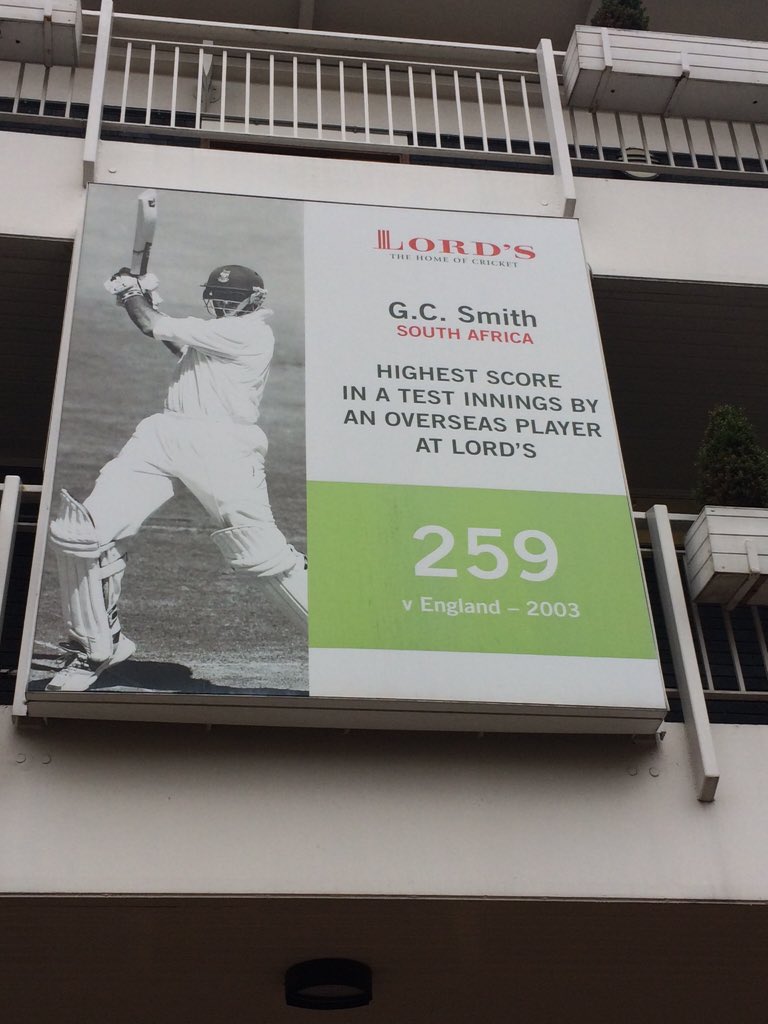 LORD'S
THE HOME OF CRICKET
G.C. Smith
SOUTH AFRICA
HIGHEST SCORE
IN A TEST INNINGS BY
AN OVERSEAS PLAYER
AT LORD'S
259
v England – 2003